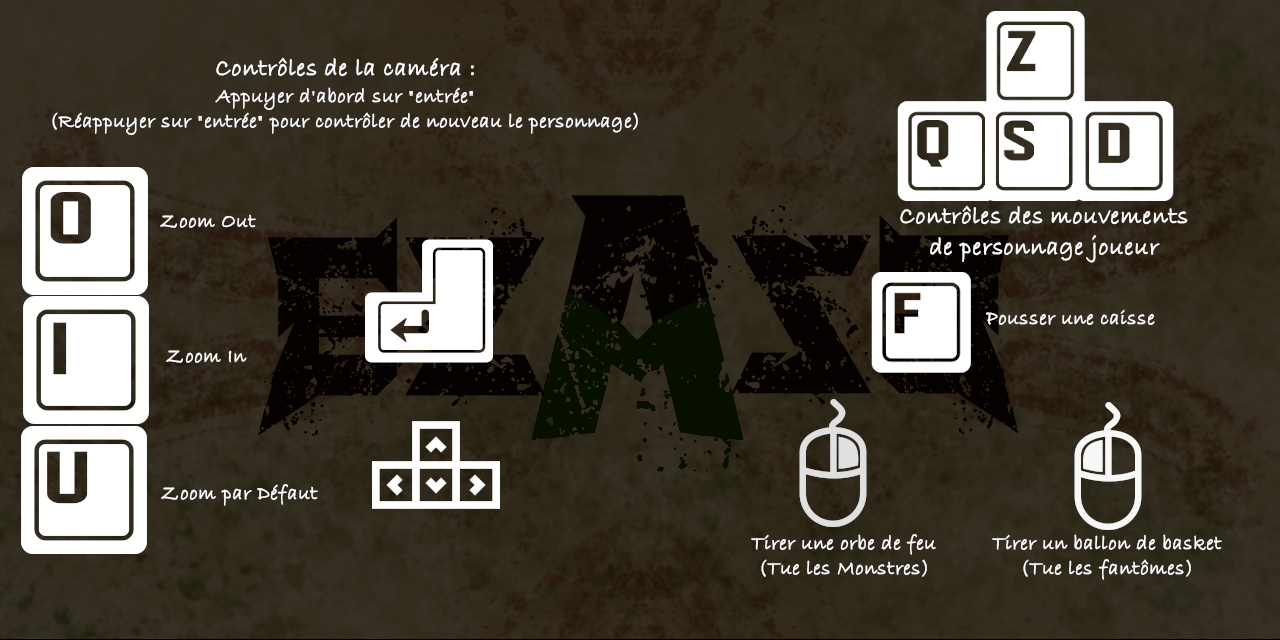 Contrôles de la caméra :
Appuyer d'abord sur "entrée"
(Réappuyer sur "entrée" pour contrôler de nouveau le personnage)
O
Zoom Out
I
Zoom In
U
Zoom par Défaut
Z
Q S D
Contrôles des mouvements
de personnage joueur
F
Pousser une caisse
Tirer une orbe de feu
(Tue les Monstres)
Tirer un ballon de basket
(Tue les fantômes)